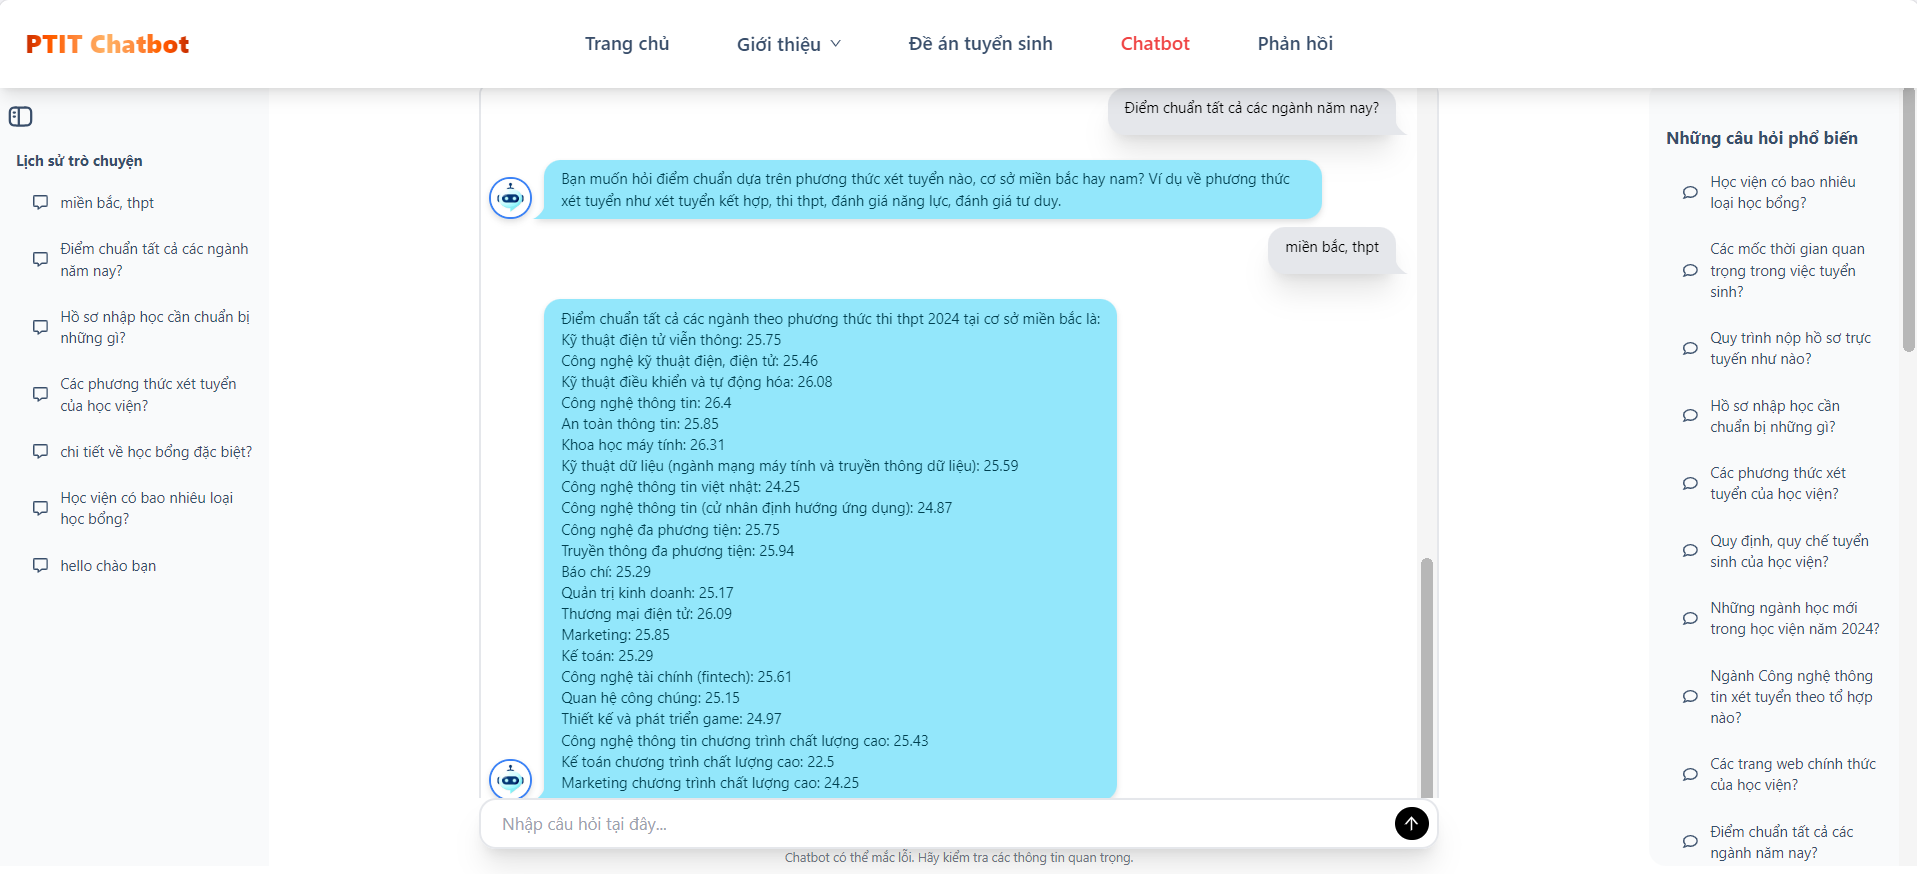 PTIT Chatbot
Trang chủ
Giới thiệu
Đề án tuyển sinh
Chatbot
Phản hồi
Lịch sử trò chuyện
miền bắc, thpt
Điểm chuẩn tất cả các ngành
năm nay?
Hồ sơ nhập học cần chuẩn bị
những gì?
Các phương thức xét tuyển
của học viện?
chi tiết về học bổng đặc biệt?
Học viện có bao nhiêu loại
học bổng?
hello chào bạn
Điểm chuẩn tất cả các ngành năm nay?
Bạn muốn hỏi điểm chuẩn dựa trên phương thức xét tuyển nào, cơ sở miền bắc hay nam? Ví dụ về phương thức
xét tuyển như xét tuyển kết hợp, thi thpt, đánh giá năng lực, đánh giá tư duy.
miền bắc, thpt
Điểm chuẩn tất cả các ngành theo phương thức thi thpt 2024 tại cơ sở miền bắc là:
Kỹ thuật điện tử viễn thông: 25.75
Công nghệ kỹ thuật điện, điện tử: 25.46
Kỹ thuật điều khiển và tự động hóa: 26.08
Công nghệ thông tin: 26.4
An toàn thông tin: 25.85
Khoa học máy tính: 26.31
Kỹ thuật dữ liệu (ngành mạng máy tính và truyền thông dữ liệu): 25.59
Công nghệ thông tin việt nhật: 24.25
Công nghệ thông tin (cử nhân định hướng ứng dụng): 24.87
Công nghệ đa phương tiện: 25.75
Truyền thông đa phương tiện: 25.94
Báo chí: 25.29
Quản trị kinh doanh: 25.17
Thương mại điện tử: 26.09
Marketing: 25.85
Kế toán: 25.29
Công nghệ tài chính (fintech): 25.61
Quan hệ công chúng: 25.15
Thiết kế và phát triển game: 24.97
Công nghệ thông tin chương trình chất lượng cao: 25.43
Kế toán chương trình chất lượng cao: 22.5
Marketing chương trình chất lượng cao: 24.25
Nhập câu hỏi tại đây...
Chatbot có thể mắc lỗi. Hãy kiểm tra các thông tin quan trọng.
Những câu hỏi phổ biến
Học viện có bao nhiêu
loại học bổng?
Các mốc thời gian quan
trọng trong việc tuyển
sinh?
Quy trình nộp hồ sơ trực
tuyến như nào?
Hồ sơ nhập học cần
chuẩn bị những gì?
Các phương thức xét
tuyển của học viện?
Quy định, quy chế tuyển
sinh của học viện?
Những ngành học mới
trong học viện năm 2024?
Ngành Công nghệ thông
tin xét tuyển theo tổ hợp
nào?
Các trang web chính thức
của học viện?
Điểm chuẩn tất cả các
ngành năm nay?